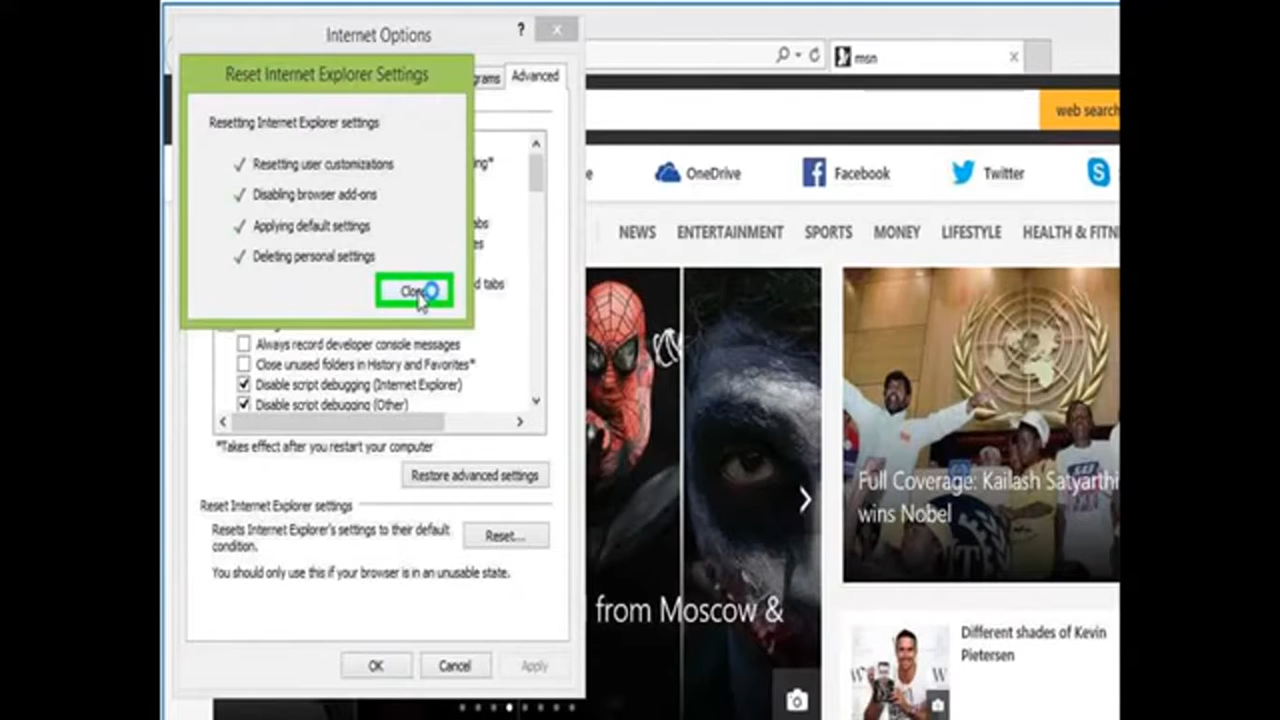 Internet Options
?
msn
Reset Internet Explorer Settings
Advanced
Resetting Internet Explorer settings
Resetting user customizations
Disabling browser add-ons
Applying default settings
Deleting personal settings
d tabs
Always record developer console messages
Close unused folders in History and Favorites*
Disable script debugging (Internet Explorer)
Disable script debugging (Other)
*Takes effect after you restart your computer
Restore advanced settings
Reset Internet Explorer settings
Resets Internet Explorer's settings to their default
condition.
Reset...
You should only use this if your browser is in an unusable state.
OK
Cancel
Apply
web search
OneDrive
Facebook
Twitter
S
NEWS
ENTERTAINMENT
SPORTS
MONEY
LIFESTYLE
HEALTH & FITN
from Moscow &
Full Coverage: Kailash Satyarthi
wins Nobel
Different shades of Kevin
Pietersen